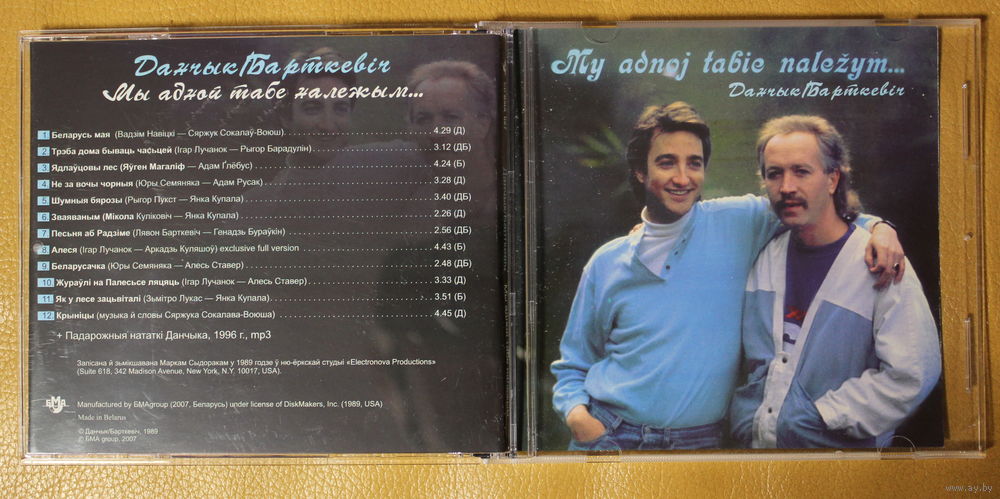 Данчык/Барткевіч
Мы адной табе належым...
1 Беларусь мая (Вадзім Навіцкі — Сяржук Сокалаў-Воюш) 4.29 (Д)
2 Трэба дома бываць часьцей (Ігар Лучанок — Рыгор Барадулін) 3.12 (ДБ)
3 Ядлаўцовы лес (Яўген Магаліф — Адам Глёбус) 4.24 (Б)
4 Не за вочы чорныя (Юры Семяняка — Адам Русак) 3.28 (Д)
5 Шумныя бярозы (Рыгор Пукст — Янка Купала) 3.40 (ДБ)
6 Зваяваным (Мікола Куліковіч — Янка Купала) 2.26 (Д)
7 Песьня аб Радзіме (Лявон Барткевіч — Генадзь Бураўкін) 2.56 (ДБ)
8 Алеся (Ігар Лучанок — Аркадзь Куляшоў) exclusive full version 4.43 (Б)
9 Беларусачка (Юры Семяняка — Алесь Ставер) 2.48 (ДБ)
10 Жураўлі на Палесьсе ляцяць (Ігар Лучанок — Алесь Ставер) 3.33 (Д)
11 Як у лесе зацьвіталі (Зьмітро Лукас — Янка Купала) 3.51 (Б)
12 Крыніцы (музыка й словы Сяржука Сокалава-Воюша) 4.45 (Д)
+ Падарожныя нататкі Данчыка, 1996 г., mp3
Запісана й зьмікшавана Маркам Сыдоракам у 1989 годзе ў ню-ёркскай студыі «Electronova Productions»
(Suite 618, 342 Madison Avenue, New York, N.Y. 10017, USA).
БМА
Manufactured by БМАgroup (2007, Беларусь) under license of DiskMakers, Inc. (1989, USA)
Made in Belarus
© Данчык/Барткевіч, 1989
© БМА group, 2007
My adnoj tabie naležym...
Данчык/Барткевіч
www.ay.by